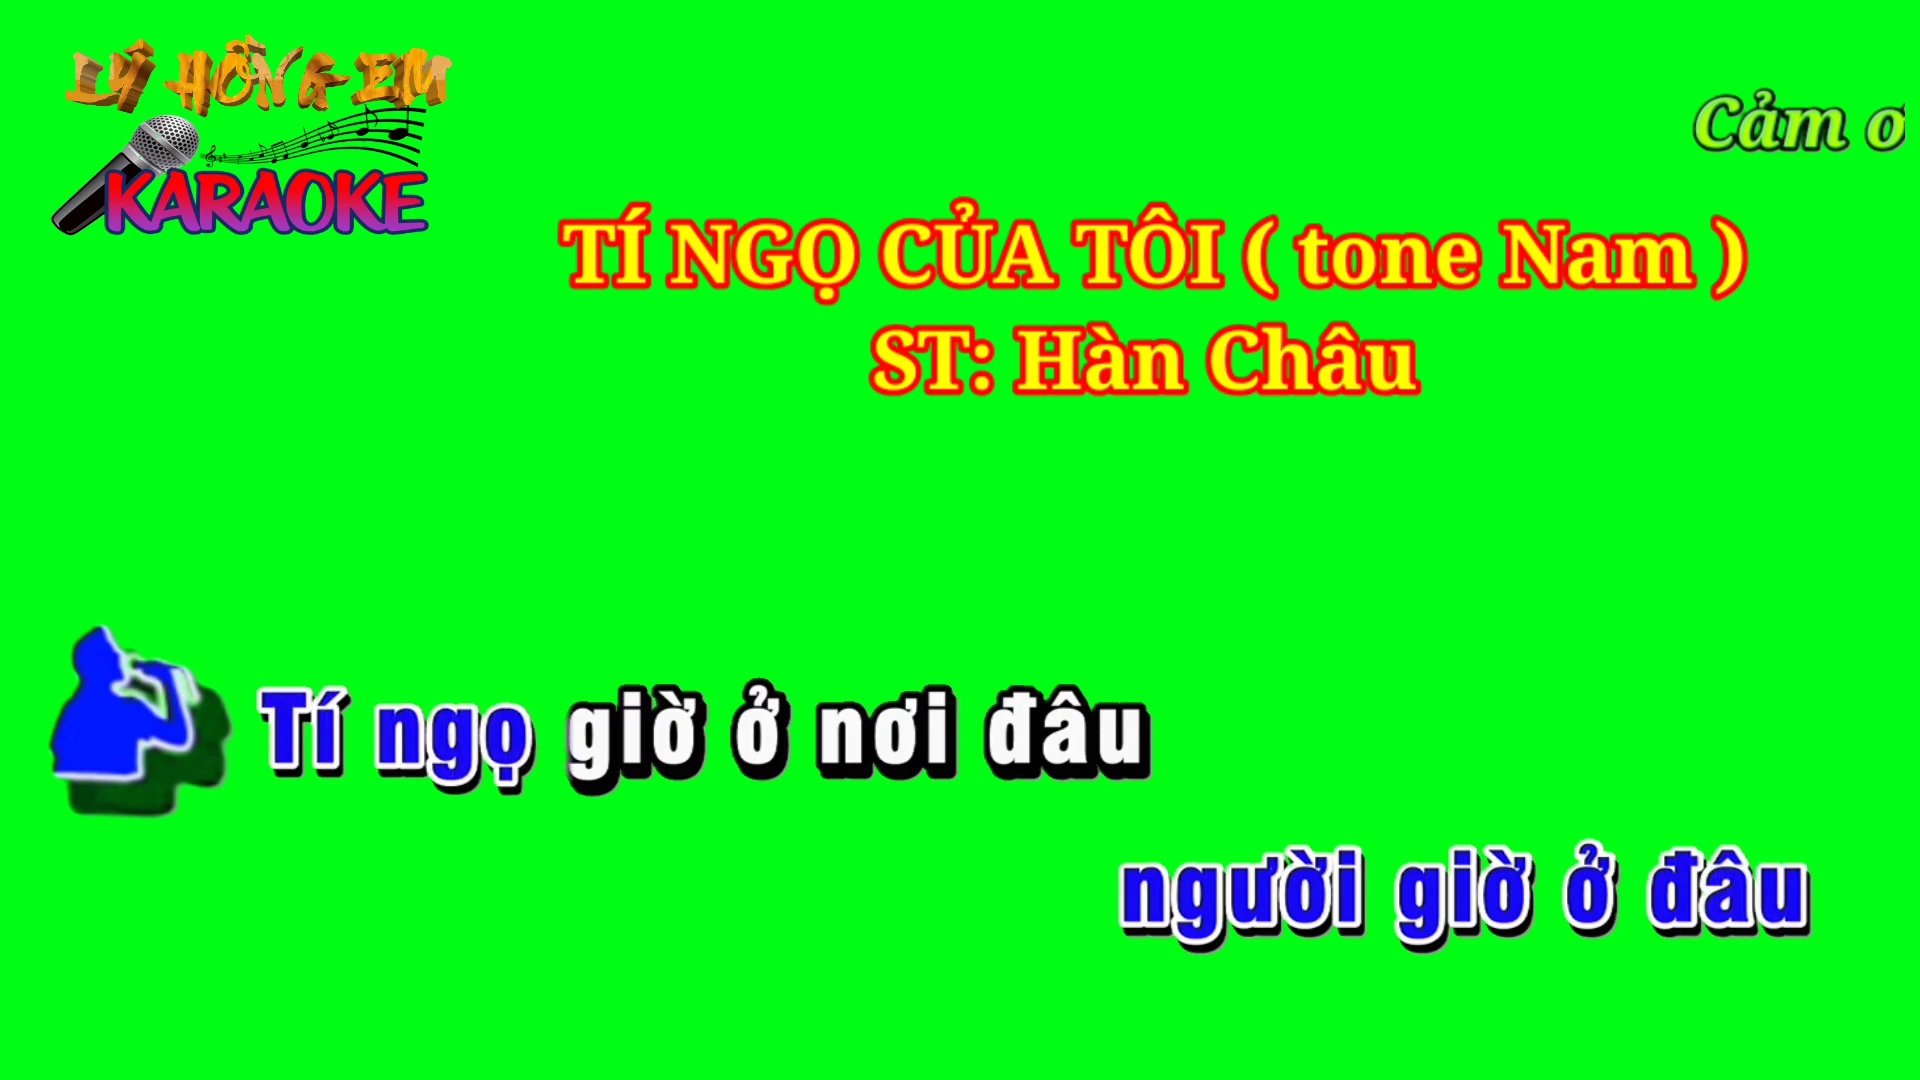 LÝ HỒNG EM
KARAOKE
Cảm ơ
TÍ NGỌ CỦA TÔI ( tone Nam )
ST: Hàn Châu
Tí ngọ giờ ở nơi đâu
người giờ ở đâu